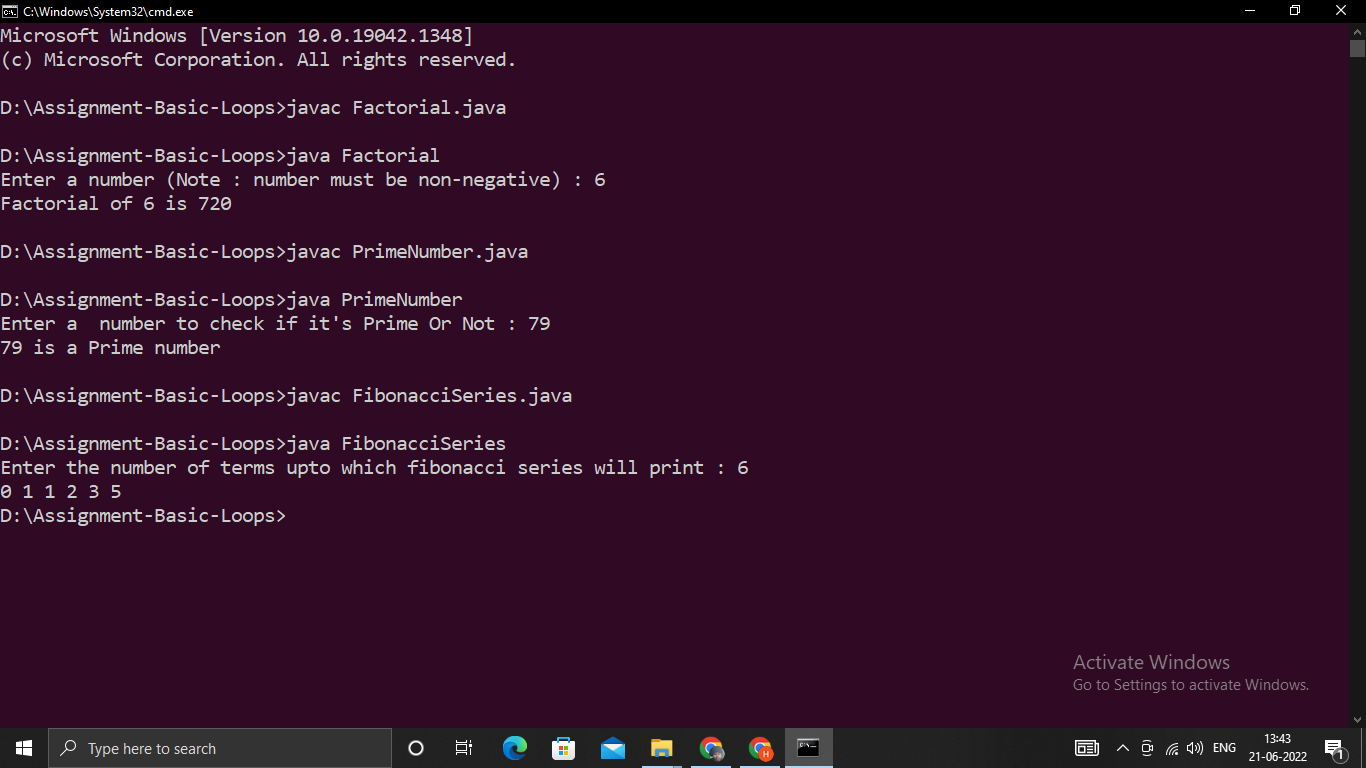 C:\Windows\System32\cmd.exe
Microsoft Windows [Version 10.0.19042.1348]
(c) Microsoft Corporation. All rights reserved.
D:\Assignment-Basic-Loops>javac Factorial.java
D:\Assignment-Basic-Loops>java Factorial
Enter a number (Note : number must be non-negative) : 6
Factorial of 6 is 720
D:\Assignment-Basic-Loops>javac PrimeNumber.java
D:\Assignment-Basic-Loops>java PrimeNumber
Enter a  number to check if it's Prime Or Not : 79
79 is a Prime number
D:\Assignment-Basic-Loops>javac FibonacciSeries.java
D:\Assignment-Basic-Loops>java FibonacciSeries
Enter the number of terms upto which fibonacci series will print : 6
0 1 1 2 3 5
D:\Assignment-Basic-Loops>
Activate Windows
Go to Settings to activate Windows.
Type here to search
H
ENG
13:43
21-06-2022
1